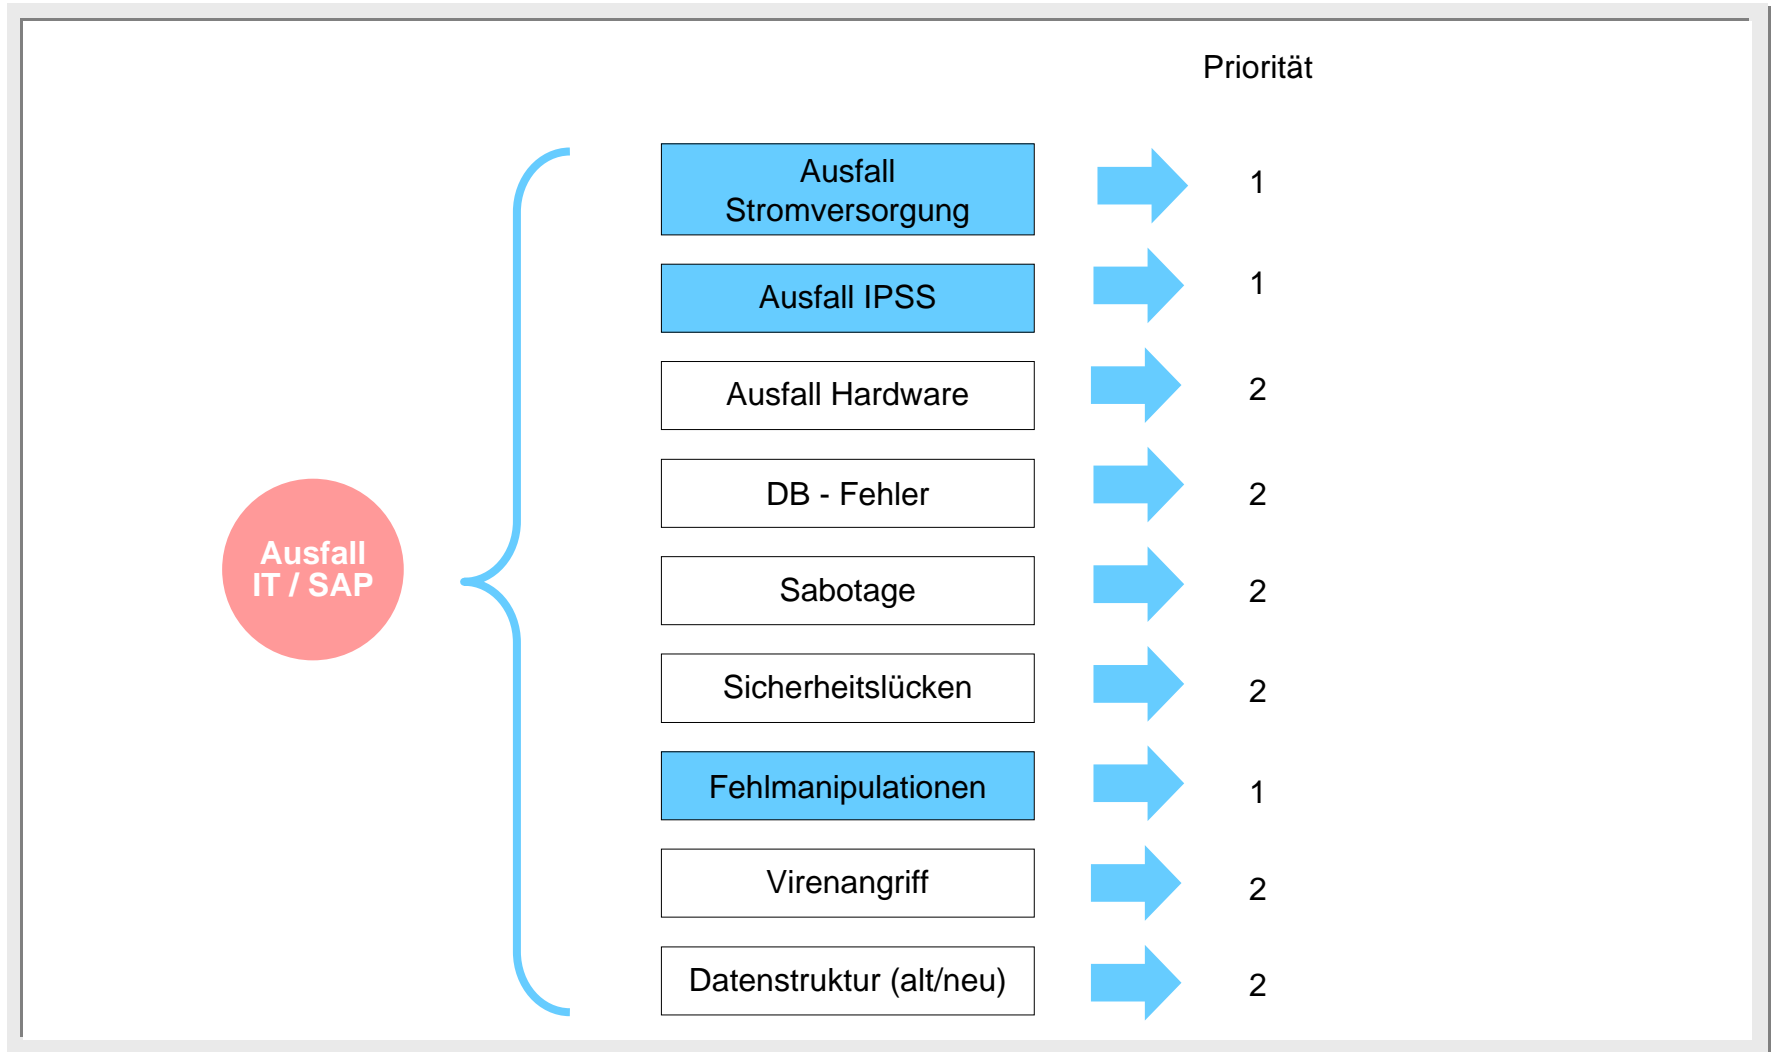 Priorität
Ausfall
Stromversorgung
1
Ausfall IPSS
1
Ausfall Hardware
2
DB - Fehler
2
Ausfall
IT / SAP
Sabotage
2
Sicherheitslücken
2
Fehlmanipulationen
1
Virenangriff
2
Datenstruktur (alt/neu)
2